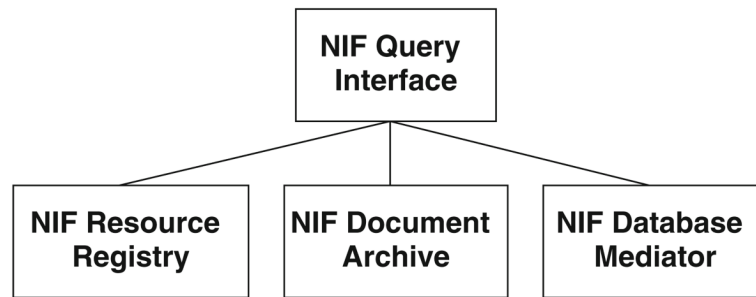 NIF Query
Interface
NIF Resource
Registry
NIF Document
Archive
NIF Database
Mediator